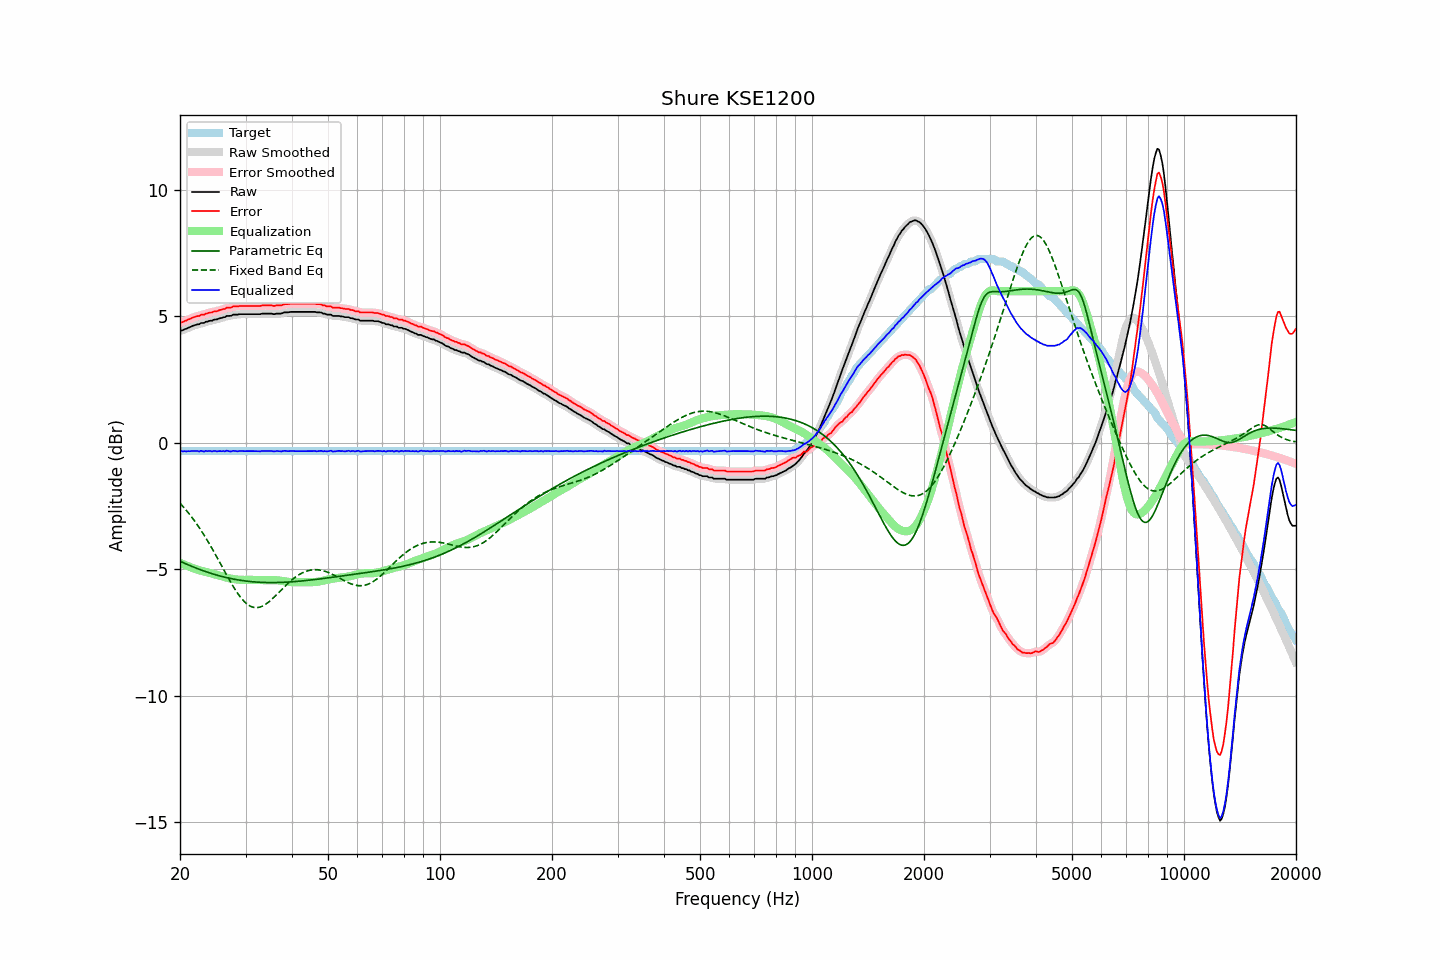 Shure KSE1200
Target
Raw Smoothed
Error Smoothed
Raw
Error
Equalization
Parametric Eq
Fixed Band Eq
Equalized
Amplitude (dBr)
10
5
0
−5
−10
−15
20 50 100 200 500 1000 2000 5000 10000 20000
Frequency (Hz)